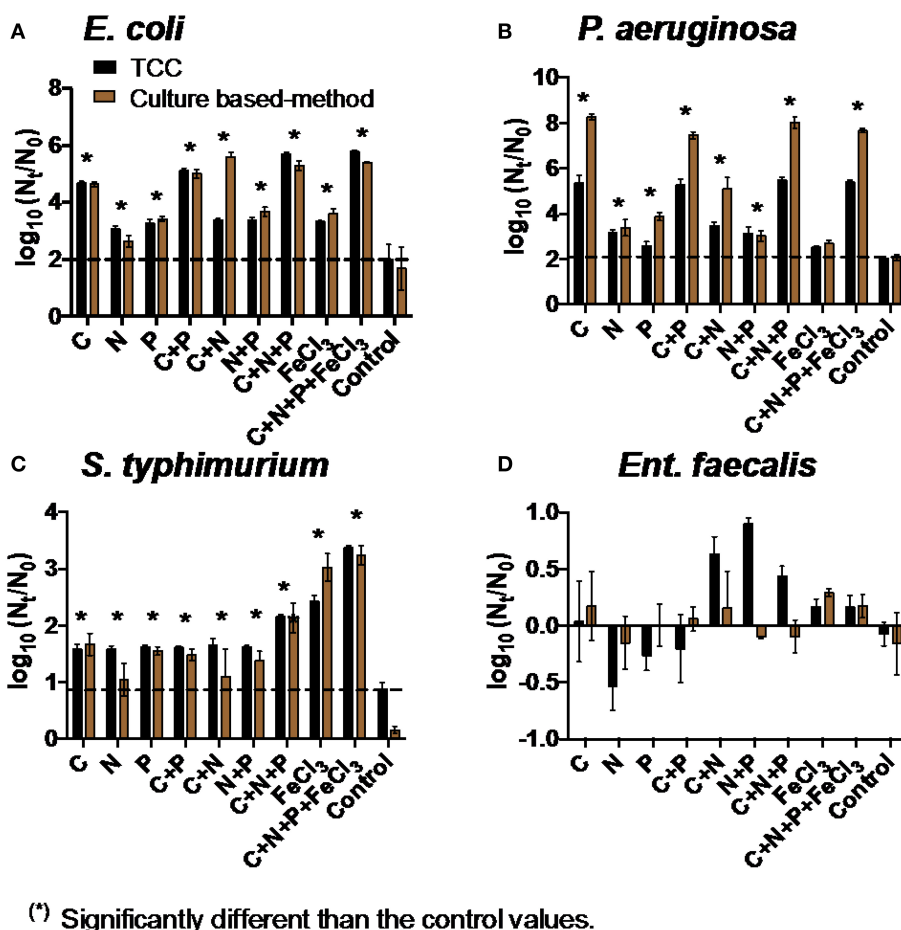 A E. coli
TCC
Culture based-method
log10 (Nt/N0)
8
6
4
2
0
* * * * * * * * *
C N P C+P C+N N+P C+N+P FeCl3 C+N+P+FeCl3 Control
B P. aeruginosa
log10 (Nt/N0)
10
8
6
4
2
0
* * * * * * * *
C N P C+P C+N N+P C+N+P FeCl3 C+N+P+FeCl3 Control
C S. typhimurium
log10 (Nt/N0)
4
3
2
1
0
* * * * * * * * *
C N P C+P C+N N+P C+N+P FeCl3 C+N+P+FeCl3 Control
D Ent. faecalis
log10 (Nt/N0)
1.0
0.5
0.0
-0.5
-1.0
C N P C+P C+N N+P C+N+P FeCl3 C+N+P+FeCl3 Control
(*) Significantly different than the control values.